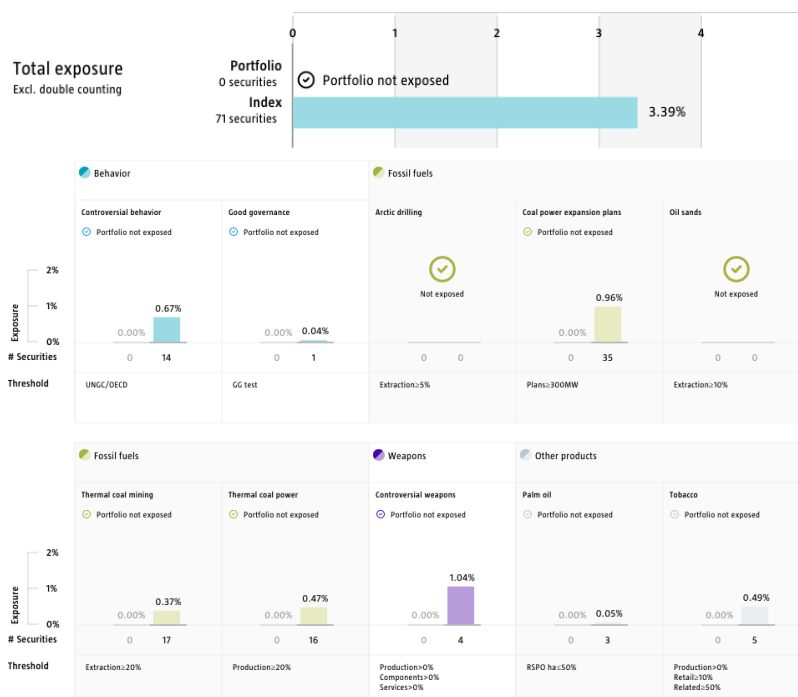 0 1 2 3 4
Total exposure
Excl. double counting
Portfolio
0 securities
Portfolio not exposed
Index
71 securities
3.39%
Behavior
Fossil fuels
Controversial behavior
Good governance
Arctic drilling
Coal power expansion plans
Oil sands
Portfolio not exposed
Portfolio not exposed
Portfolio not exposed
Not exposed
Not exposed
Exposure
2%
1%
0%
0.00% 0.67%
0.00% 0.04%
0.00% 0.96%
# Securities
0 14
0 1
0 0
0 35
0 0
Threshold
UNGC/OECD
GG test
Extraction≥5%
Plans≥300MW
Extraction≥10%
Fossil fuels
Weapons
Other products
Thermal coal mining
Thermal coal power
Controversial weapons
Palm oil
Tobacco
Portfolio not exposed
Portfolio not exposed
Portfolio not exposed
Portfolio not exposed
Portfolio not exposed
Exposure
2%
1%
0%
0.00% 0.37%
0.00% 0.47%
0.00% 1.04%
0.00% 0.05%
0.00% 0.49%
# Securities
0 17
0 16
0 4
0 3
0 5
Threshold
Extraction≥20%
Production≥20%
Production>0%
Components>0%
Services>0%
RSPO ha≤50%
Production>0%
Retail≥10%
Related≥50%